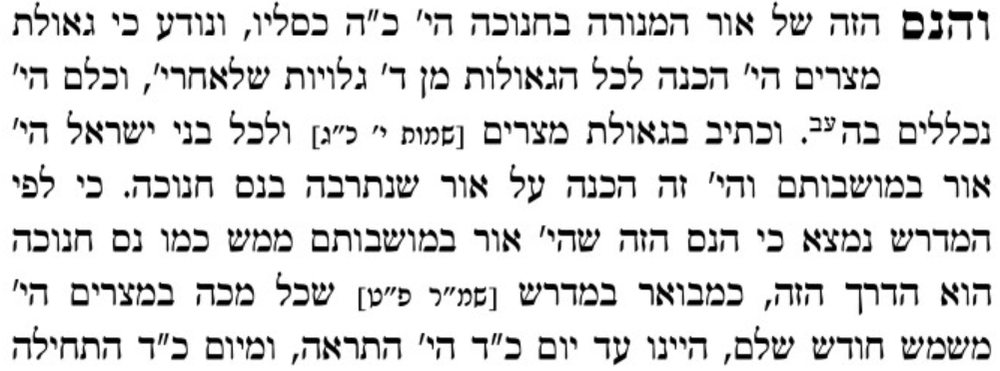 והנס הזה של אור המנורה בחנוכה הי' כ"ה כסליו, ונודע כי גאולת
מצרים הי' הכנה לכל הגאולות מן ד' גלויות שלאחרי', וכלם הי'
נכללים בהעב. וכתיב בגאולת מצרים [שמות י' כ"ג] ולכל בני ישראל הי'
אור במושבותם והי' זה הכנה על אור שנתרבה בנס חנוכה. כי לפי
המדרש נמצא כי הנס הזה שהי' אור במושבותם ממש כמו נס חנוכה
הוא הדרך הזה, כמבואר במדרש [שמ"ר פ"ט] שכל מכה במצרים הי'
משמש חודש שלם, היינו עד יום כ"ד הי' התראה, ומיום כ"ד התחילה